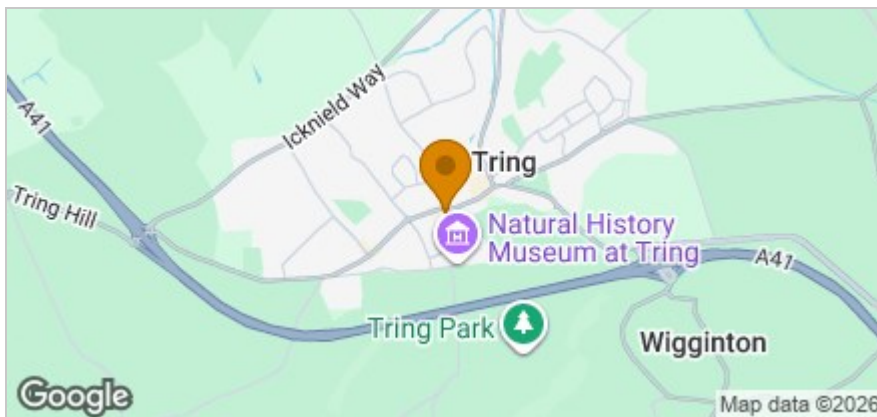 A41
Icknield Way
Tring
Tring Hill
Natural History
Museum at Tring
A41
Tring Park
Wigginton
Google
Map data ©2026